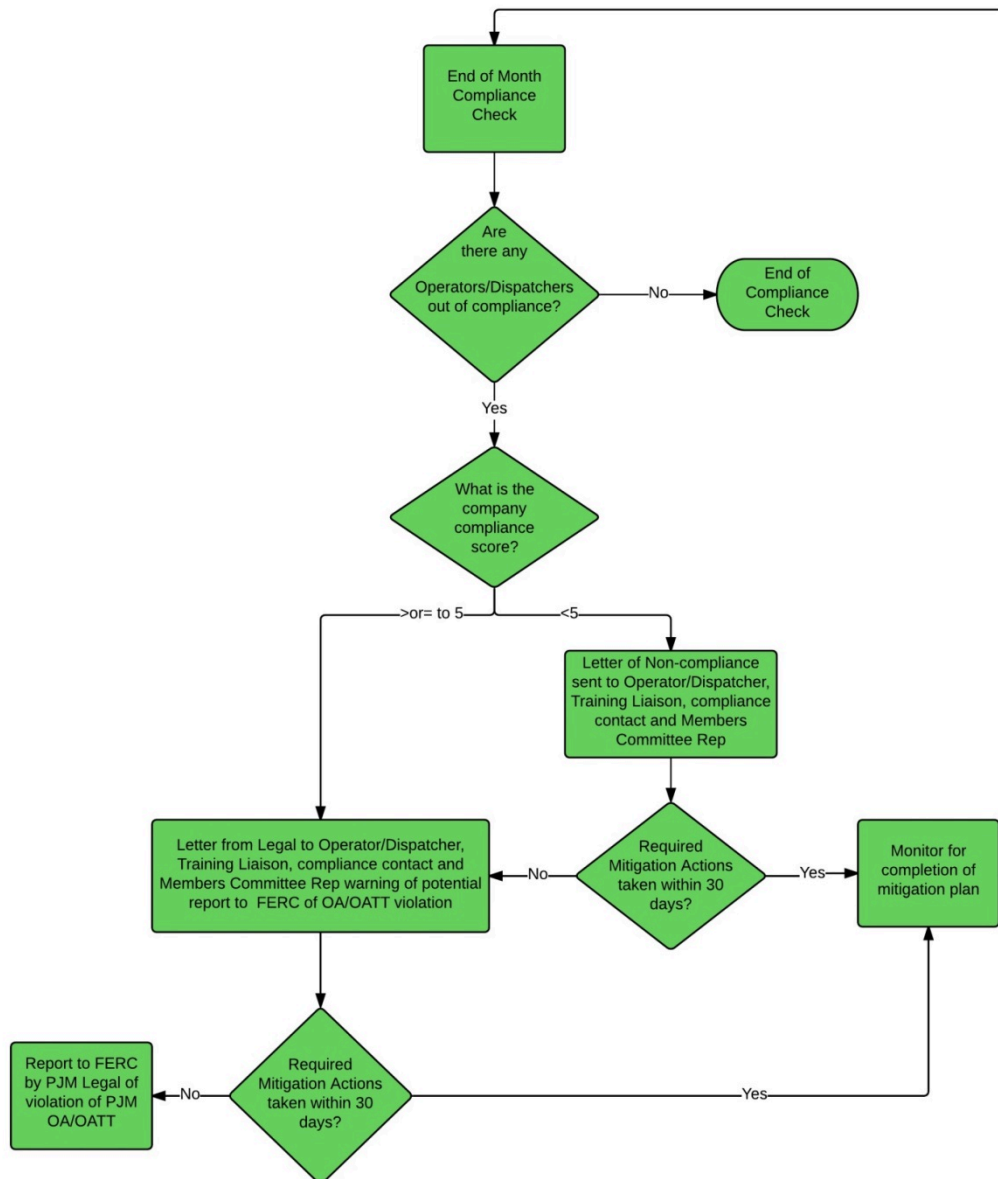 End of Month
Compliance
Check
Are
there any
Operators/Dispatchers
out of compliance?
No
End of
Compliance
Check
Yes
What is the
company
compliance
score?
>or= to 5
<5
Letter of Non-compliance
sent to Operator/Dispatcher,
Training Liaison, compliance
contact and Members
Committee Rep
Letter from Legal to Operator/Dispatcher,
Training Liaison, compliance contact and
Members Committee Rep warning of potential
report to  FERC of OA/OATT violation
No
Required
Mitigation Actions
taken within 30
days?
Yes
Monitor for
completion of
mitigation plan
Report to FERC
by PJM Legal of
violation of PJM
OA/OATT
No
Required
Mitigation Actions
taken within 30
days?
Yes